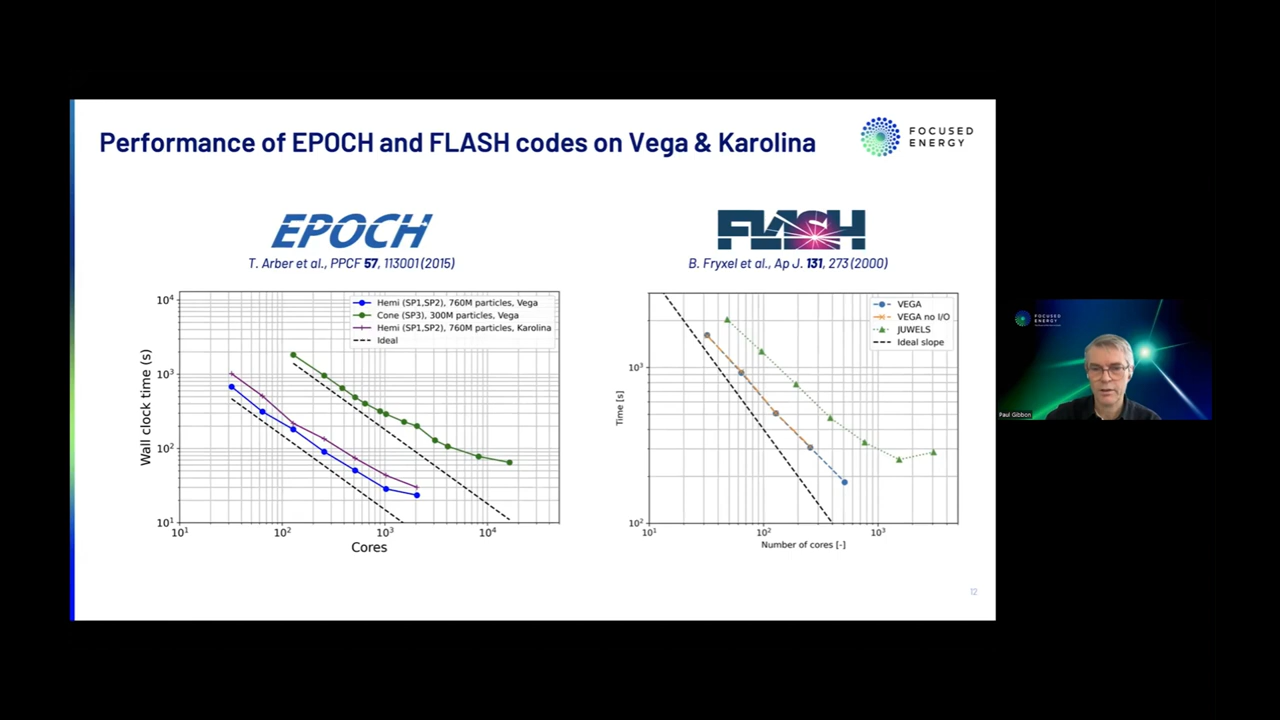 Performance of EPOCH and FLASH codes on Vega & Karolina
FOCUSED
ENERGY
EPOCH
T. Arber et al., PPCF 57, 113001 (2015)
10⁴
10³
10²
10¹
Wall clock time (s)
Hemi (SP1,SP2), 760M particles, Vega
Cone (SP3), 300M particles, Vega
Hemi (SP1,SP2), 760M particles, Karolina
Ideal
10¹ 10² 10³ 10⁴
Cores
FLASH
B. Fryxel et al., Ap J. 131, 273 (2000)
10³
10²
Time [s]
VEGA
VEGA no I/O
JUWELS
Ideal slope
10¹ 10² 10³
Number of cores [-]
12
FOCUSED
ENERGY
Paul Gibbon